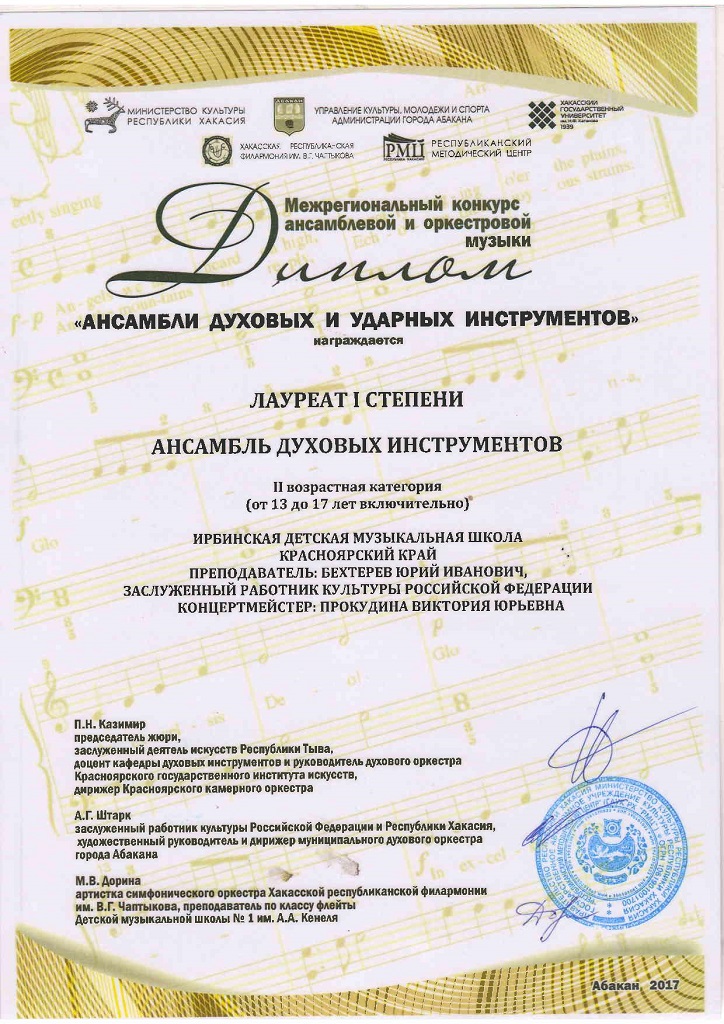 МИНИСТЕРСТВО КУЛЬТУРЫ
РЕСПУБЛИКИ ХАКАСИЯ
АБАКАН
УПРАВЛЕНИЕ КУЛЬТУРЫ, МОЛОДЕЖИ И СПОРТА
АДМИНИСТРАЦИИ ГОРОДА АБАКАНА
ХАКАССКИЙ
ГОСУДАРСТВЕННЫЙ
УНИВЕРСИТЕТ
1939
ХАКАССКАЯ РЕСПУБЛИКА-СКАЯ
ФИЛАРМОНИЯ ИМ. В.Г. ЧАПТЫКОВА
РМЦ
РЕСПУБЛИКАНСКИЙ
МЕТОДИЧЕСКИЙ ЦЕНТР
Межрегиональный конкурс
ансамблевой и оркестровой
музыки
Диплом
«АНСАМБЛИ ДУХОВЫХ И УДАРНЫХ ИНСТРУМЕНТОВ»
награждается
ЛАУРЕАТ I СТЕПЕНИ
АНСАМБЛЬ ДУХОВЫХ ИНСТРУМЕНТОВ
II возрастная категория
(от 13 до 17 лет включительно)
ИРБИНСКАЯ ДЕТСКАЯ МУЗЫКАЛЬНАЯ ШКОЛА
КРАСНОЯРСКИЙ КРАЙ
ПРЕПОДАВАТЕЛЬ: БЕХТЕРЕВ ЮРИЙ ИВАНОВИЧ,
ЗАСЛУЖЕННЫЙ РАБОТНИК КУЛЬТУРЫ РОССИЙСКОЙ ФЕДЕРАЦИИ
КОНЦЕРТМЕЙСТЕР: ПРОКУДИНА ВИКТОРИЯ ЮРЬЕВНА
П.Н. Казимир
председатель жюри,
заслуженный деятель искусств Республики Тыва,
доцент кафедры духовых инструментов и руководитель духового оркестра
Красноярского государственного института искусств,
дирижер Красноярского камерного оркестра
А.Г. Штарк
заслуженный работник культуры Российской Федерации и Республики Хакасия,
художественный руководитель и дирижер муниципального духового оркестра
города Абакана
М.В. Дорина
артистка симфонического оркестра Хакасской республиканской филармонии
им. В.Г. Чаптыкова, преподаватель по классу флейты
Детской музыкальной школы № 1 им. А.А. Кенеля
Абакан 2017